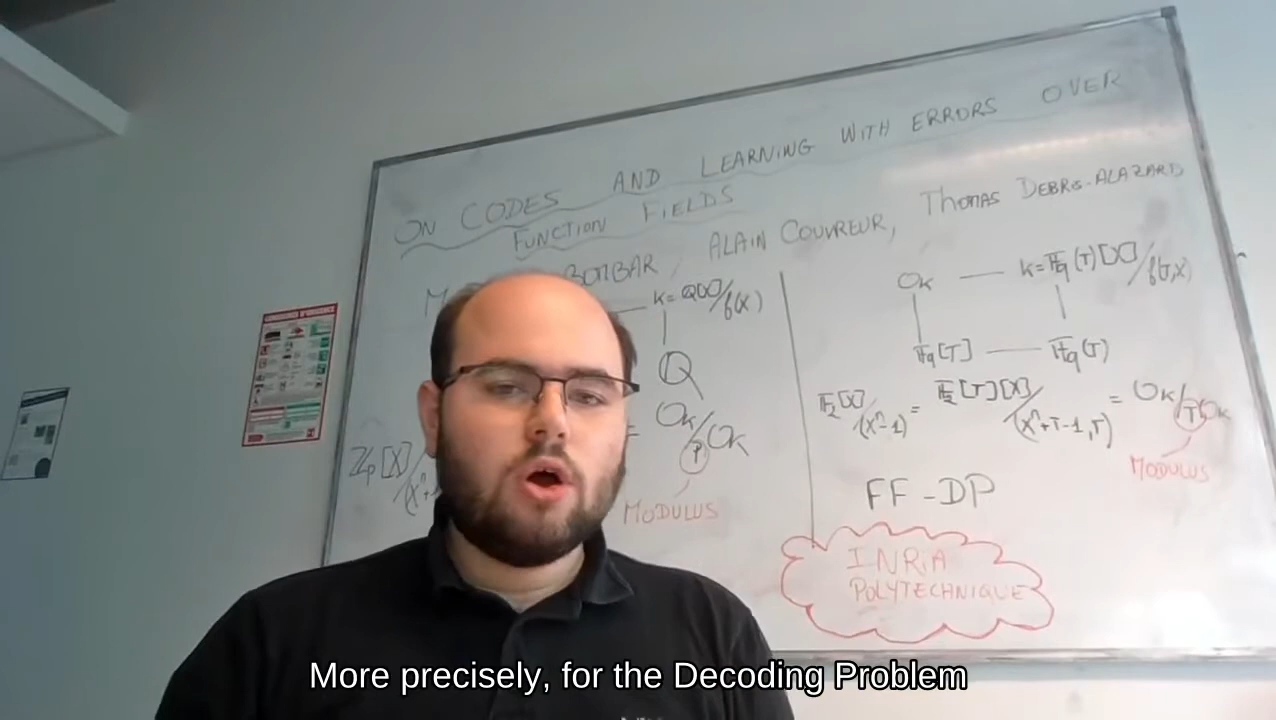 ON CODES AND LEARNING WITH ERRORS OVER
FUNCTION FIELDS
BOMBAR, ALAIN COUVREUR, THOMAS DEBRIS-ALAZARD
K=Q[X]/f(X)
Q
Z_p[X]/(X^n+1
= O_K/pO_K
MODULUS
O_K — K=F_q(T)[X]/f(T,X)
F_q[T] — F_q(T)
F_2[X]/(X^n-1) = F_2[T][X]/(X^n+T-1,T) = O_K/TO_K
MODULUS
FF-DP
INRIA
POLYTECHNIQUE
More precisely, for the Decoding Problem